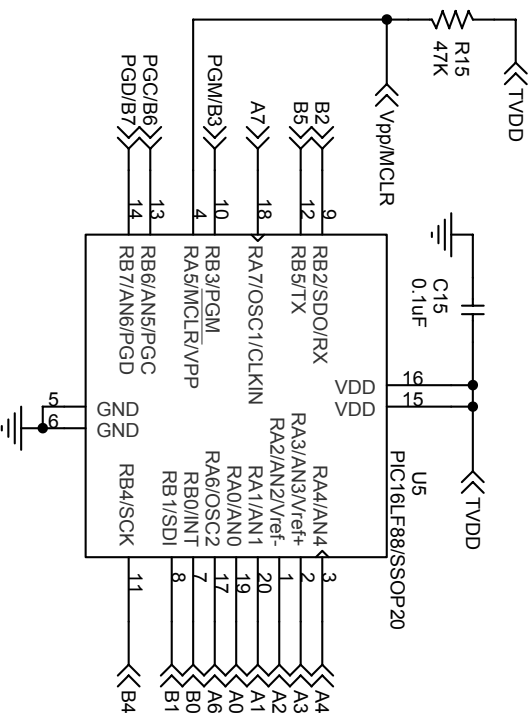 TVDD
R15
47K
Vpp/MCLR
C15
0.1uF
TVDD
U5
PIC16LF88/SSOP20
B2
B5
A7
PGM/B3
PGC/B6
PGD/B7
9
12
18
10
4
13
14
RB2/SDO/RX
RB5/TX
RA7/OSC1/CLKIN
RB3/PGM
RA5/MCLR/VPP
RB6/AN5/PGC
RB7/AN6/PGD
VDD
16
VDD
15
GND
5
GND
6
RA4/AN4
RA3/AN3/Vref+
RA2/AN2/Vref-
RA1/AN1
RA0/AN0
RA6/OSC2
RB0/INT
RB1/SDI
RB4/SCK
3
2
1
20
19
17
7
8
11
A4
A3
A2
A1
A0
A6
B0
B1
B4